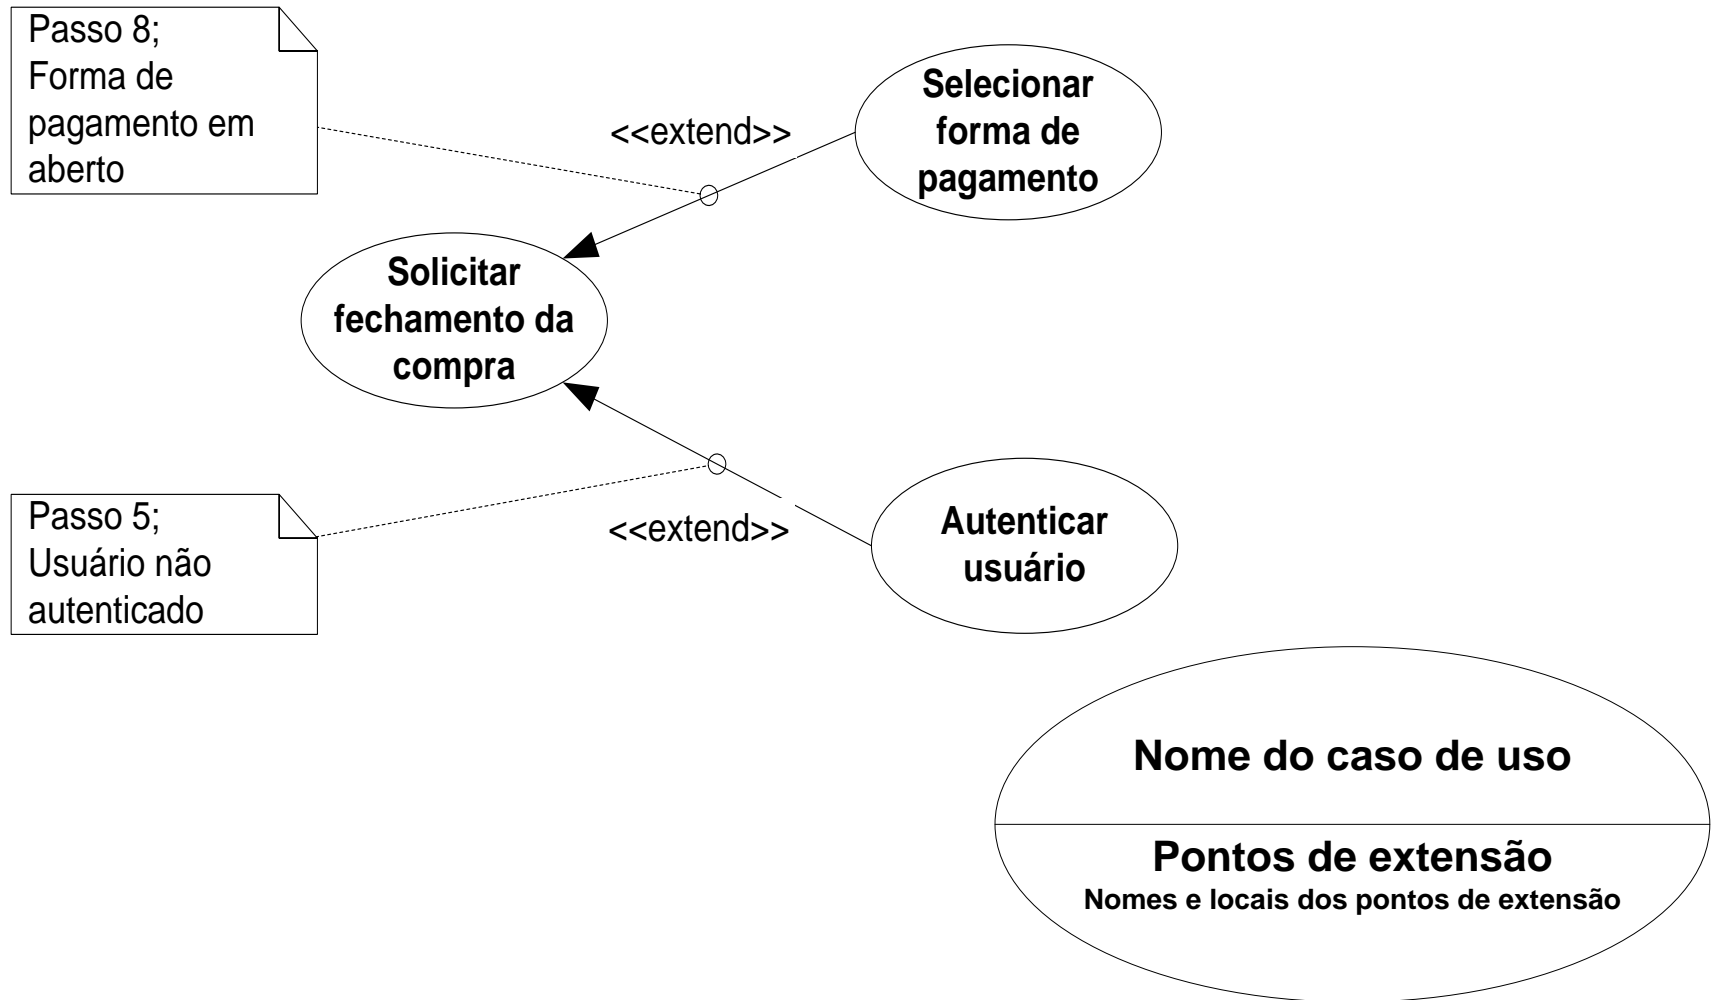 Passo 8;
Forma de
pagamento em
aberto
<<extend>>
Selecionar
forma de
pagamento
Solicitar
fechamento da
compra
Passo 5;
Usuário não
autenticado
<<extend>>
Autenticar
usuário
Nome do caso de uso
Pontos de extensão
Nomes e locais dos pontos de extensão